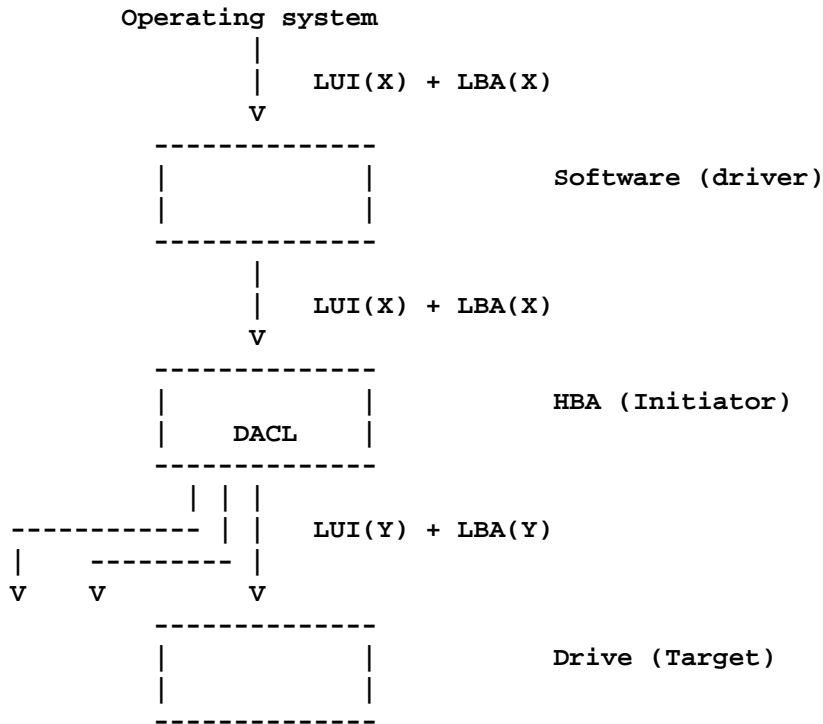 Operating system
LUI(X) + LBA(X)
V
Software (driver)
LUI(X) + LBA(X)
V
HBA (Initiator)
DACL
LUI(Y) + LBA(Y)
V V V
Drive (Target)